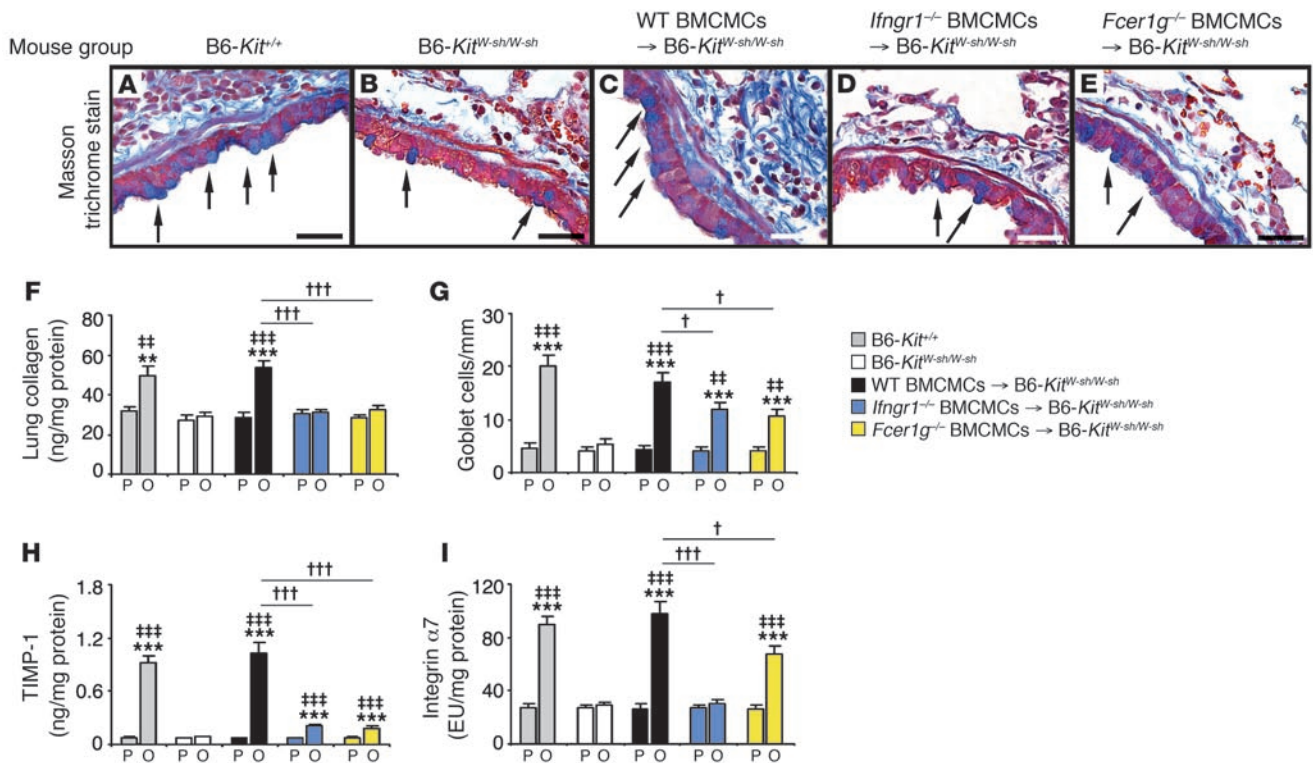 Mouse group
B6-Kit+/+
B6-KitW-sh/W-sh
WT BMCMCs
→ B6-KitW-sh/W-sh
Ifngr1–/– BMCMCs
→ B6-KitW-sh/W-sh
Fcer1g–/– BMCMCs
→ B6-KitW-sh/W-sh
Masson
trichrome stain
A
B
C
D
E
F
Lung collagen
(ng/mg protein)
80
60
40
20
0
‡‡
**
‡‡‡
***
†††
†††
P O P O P O P O P O
G
Goblet cells/mm
30
20
10
0
‡‡‡
***
‡‡‡
***
†
†
‡‡
***
‡‡
***
P O P O P O P O P O
B6-Kit+/+
B6-KitW-sh/W-sh
WT BMCMCs → B6-KitW-sh/W-sh
Ifngr1–/– BMCMCs → B6-KitW-sh/W-sh
Fcer1g–/– BMCMCs → B6-KitW-sh/W-sh
H
TIMP-1
(ng/mg protein)
1.8
1.2
0.6
0
‡‡‡
***
‡‡‡
***
†††
†††
‡‡‡
***
‡‡‡
***
P O P O P O P O P O
I
Integrin α7
(EU/mg protein)
120
80
40
0
‡‡‡
***
‡‡‡
***
†††
†
‡‡‡
***
P O P O P O P O P O